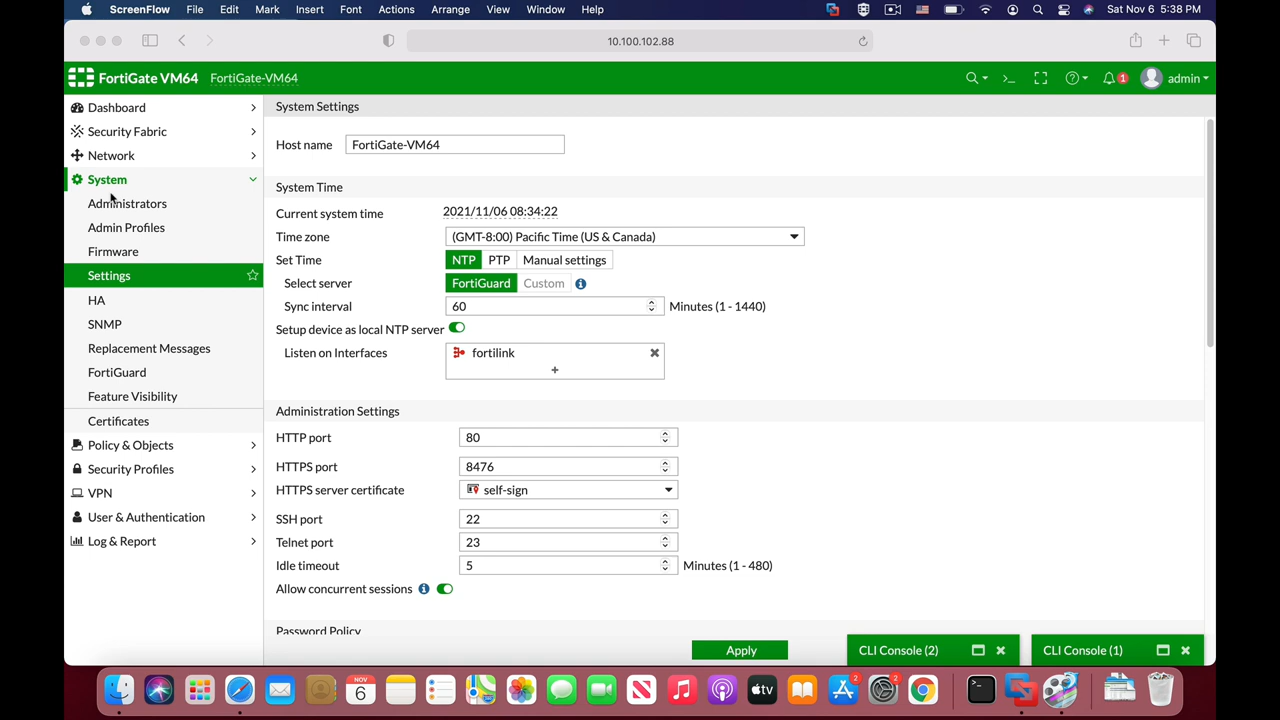 ScreenFlow File Edit Mark Insert Font Actions Arrange View Window Help Sat Nov 6 5:38 PM
10.100.102.88
FortiGate VM64 FortiGate-VM64 1 admin
Dashboard
Security Fabric
Network
System
Administrators
Admin Profiles
Firmware
Settings
HA
SNMP
Replacement Messages
FortiGuard
Feature Visibility
Certificates
Policy & Objects
Security Profiles
VPN
User & Authentication
Log & Report
System Settings
Host name FortiGate-VM64
System Time
Current system time 2021/11/06 08:34:22
Time zone (GMT-8:00) Pacific Time (US & Canada)
Set Time NTP PTP Manual settings
Select server FortiGuard Custom
Sync interval 60 Minutes (1 - 1440)
Setup device as local NTP server
Listen on Interfaces fortilink
+
Administration Settings
HTTP port 80
HTTPS port 8476
HTTPS server certificate self-sign
SSH port 22
Telnet port 23
Idle timeout 5 Minutes (1 - 480)
Allow concurrent sessions
Password Policy
Apply CLI Console (2) CLI Console (1)
NOV
6
tv
2
2